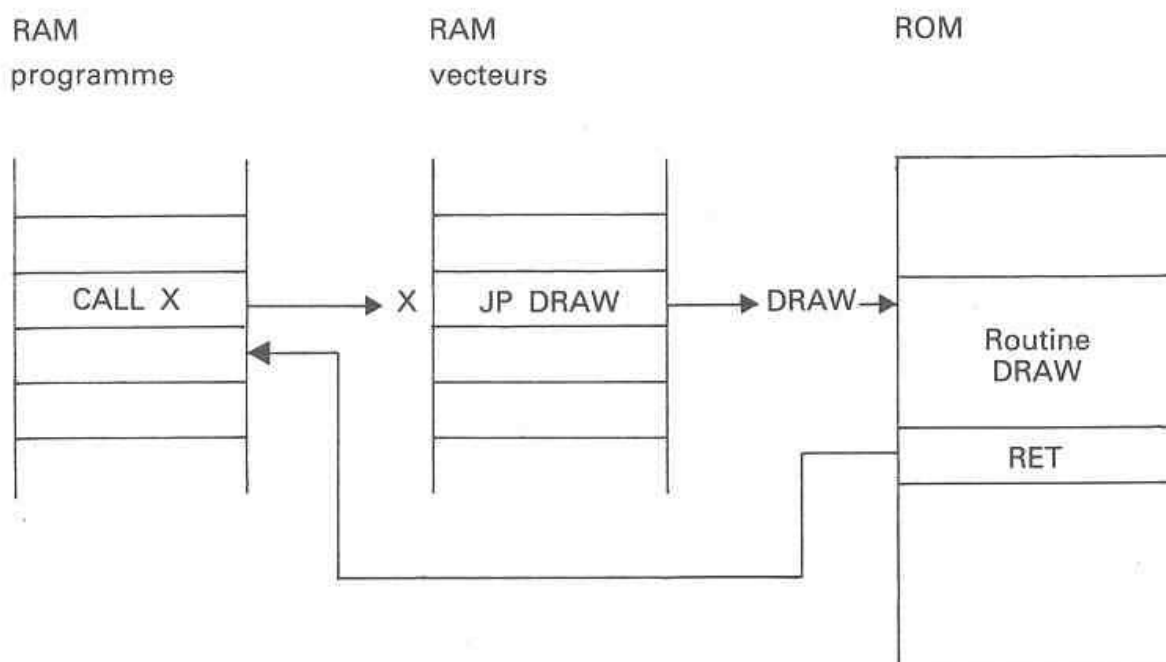 RAM
programme
RAM
vecteurs
ROM
CALL X
X
JP DRAW
DRAW
Routine
DRAW
RET